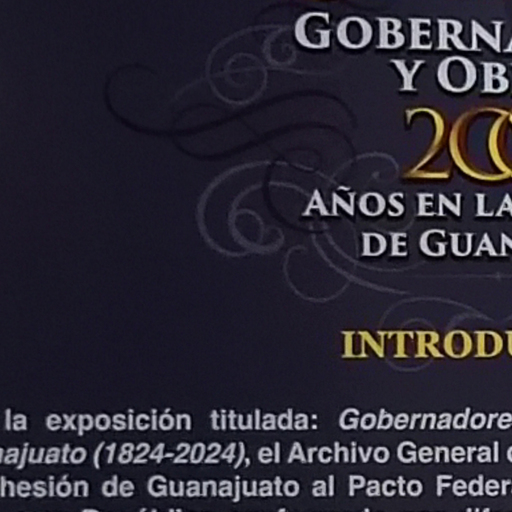 GOBERNA
Y OB
200
AÑOS EN LA
DE GUAN
INTRODU
la exposición titulada: Gobernadore
najuato (1824-2024), el Archivo General
hesión de Guanajuato al Pacto Feder